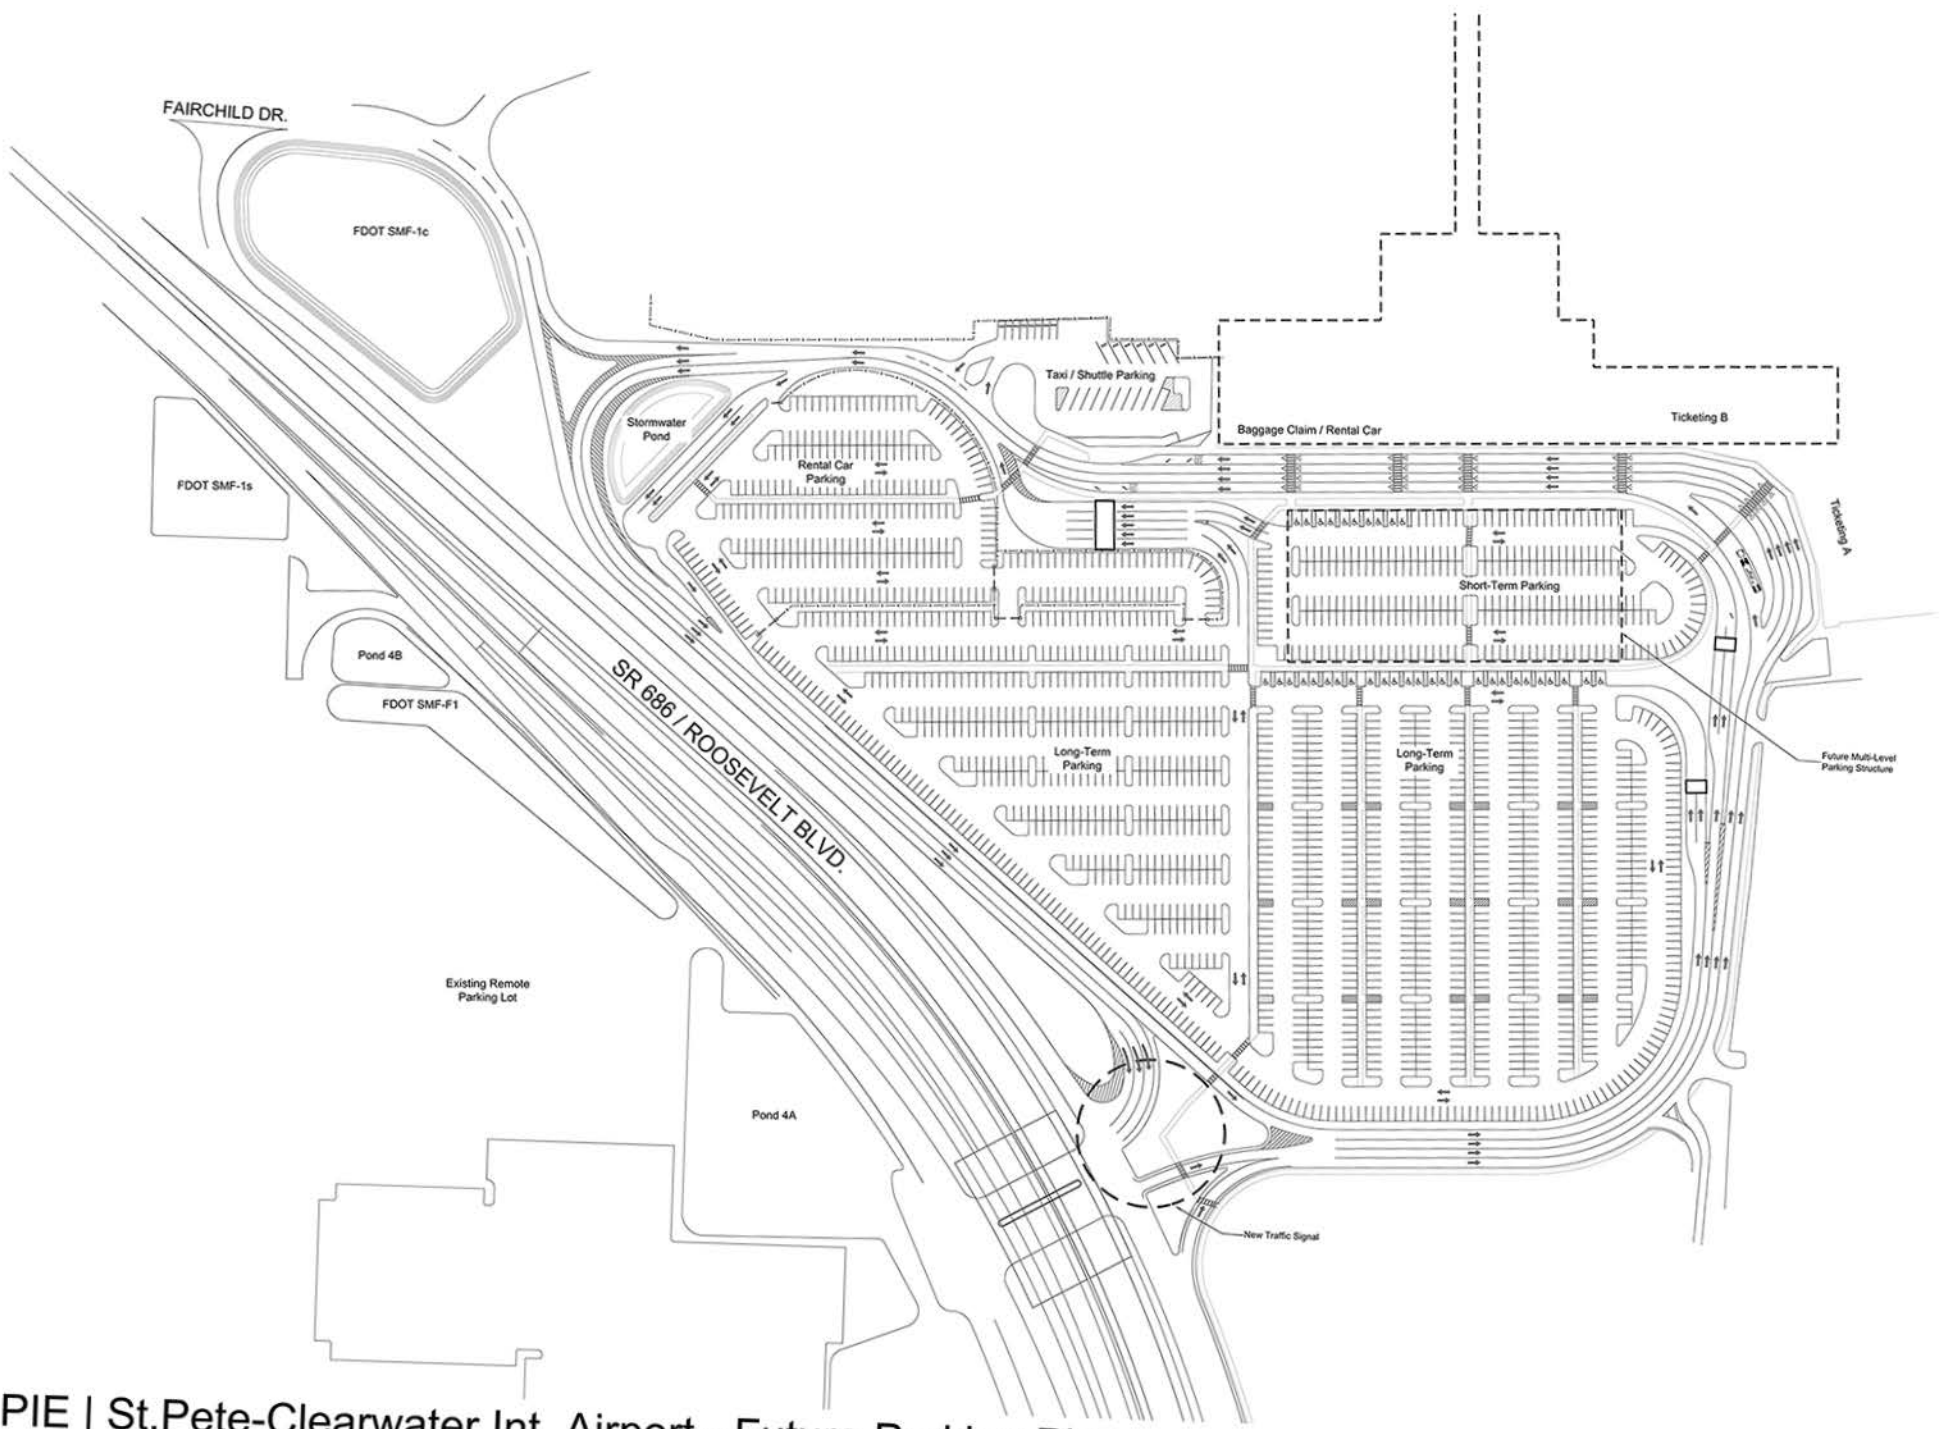 FAIRCHILD DR.
FDOT SMF-1c
Taxi / Shuttle Parking
Stormwater
Pond
Baggage Claim / Rental Car
Ticketing B
Rental Car
Parking
FDOT SMF-1s
Ticketing A
Short-Term Parking
Pond 4B
FDOT SMF-F1
SR 686 / ROOSEVELT BLVD.
Long-Term
Parking
Long-Term
Parking
Future Multi-Level
Parking Structure
Existing Remote
Parking Lot
Pond 4A
New Traffic Signal
PIE | St.Pete-Clearwater Int. Airport - Future Parking